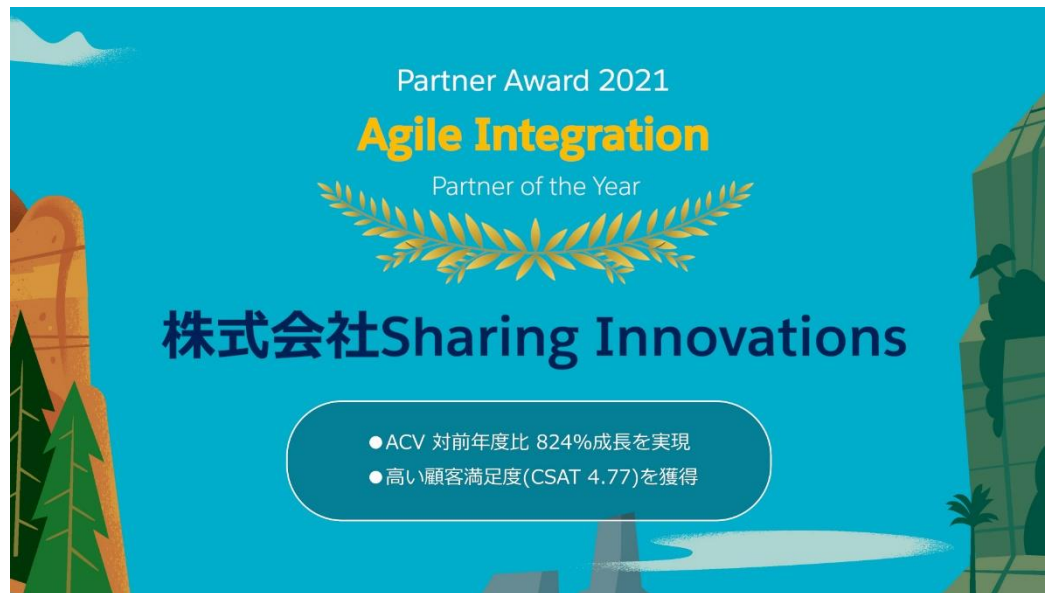 Partner Award 2021
Agile Integration
Partner of the Year
株式会社Sharing Innovations
●ACV 対前年度比 824%成長を実現
●高い顧客満足度(CSAT 4.77)を獲得